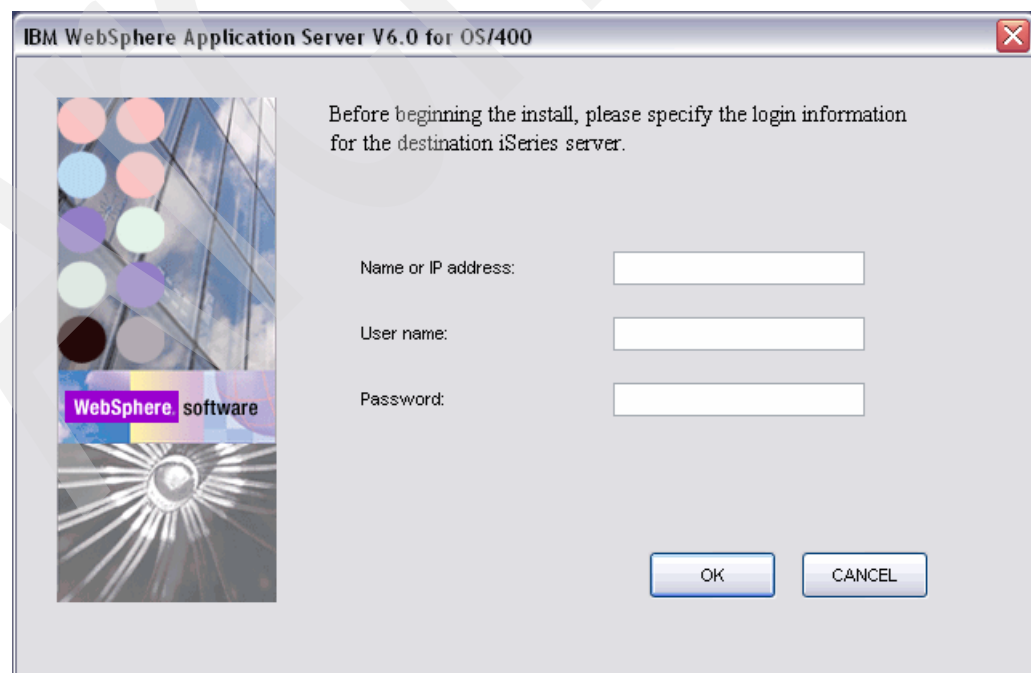 IBM WebSphere Application Server V6.0 for OS/400
Before beginning the install, please specify the login information
for the destination iSeries server.
Name or IP address:
User name:
Password:
WebSphere. software
OK
CANCEL